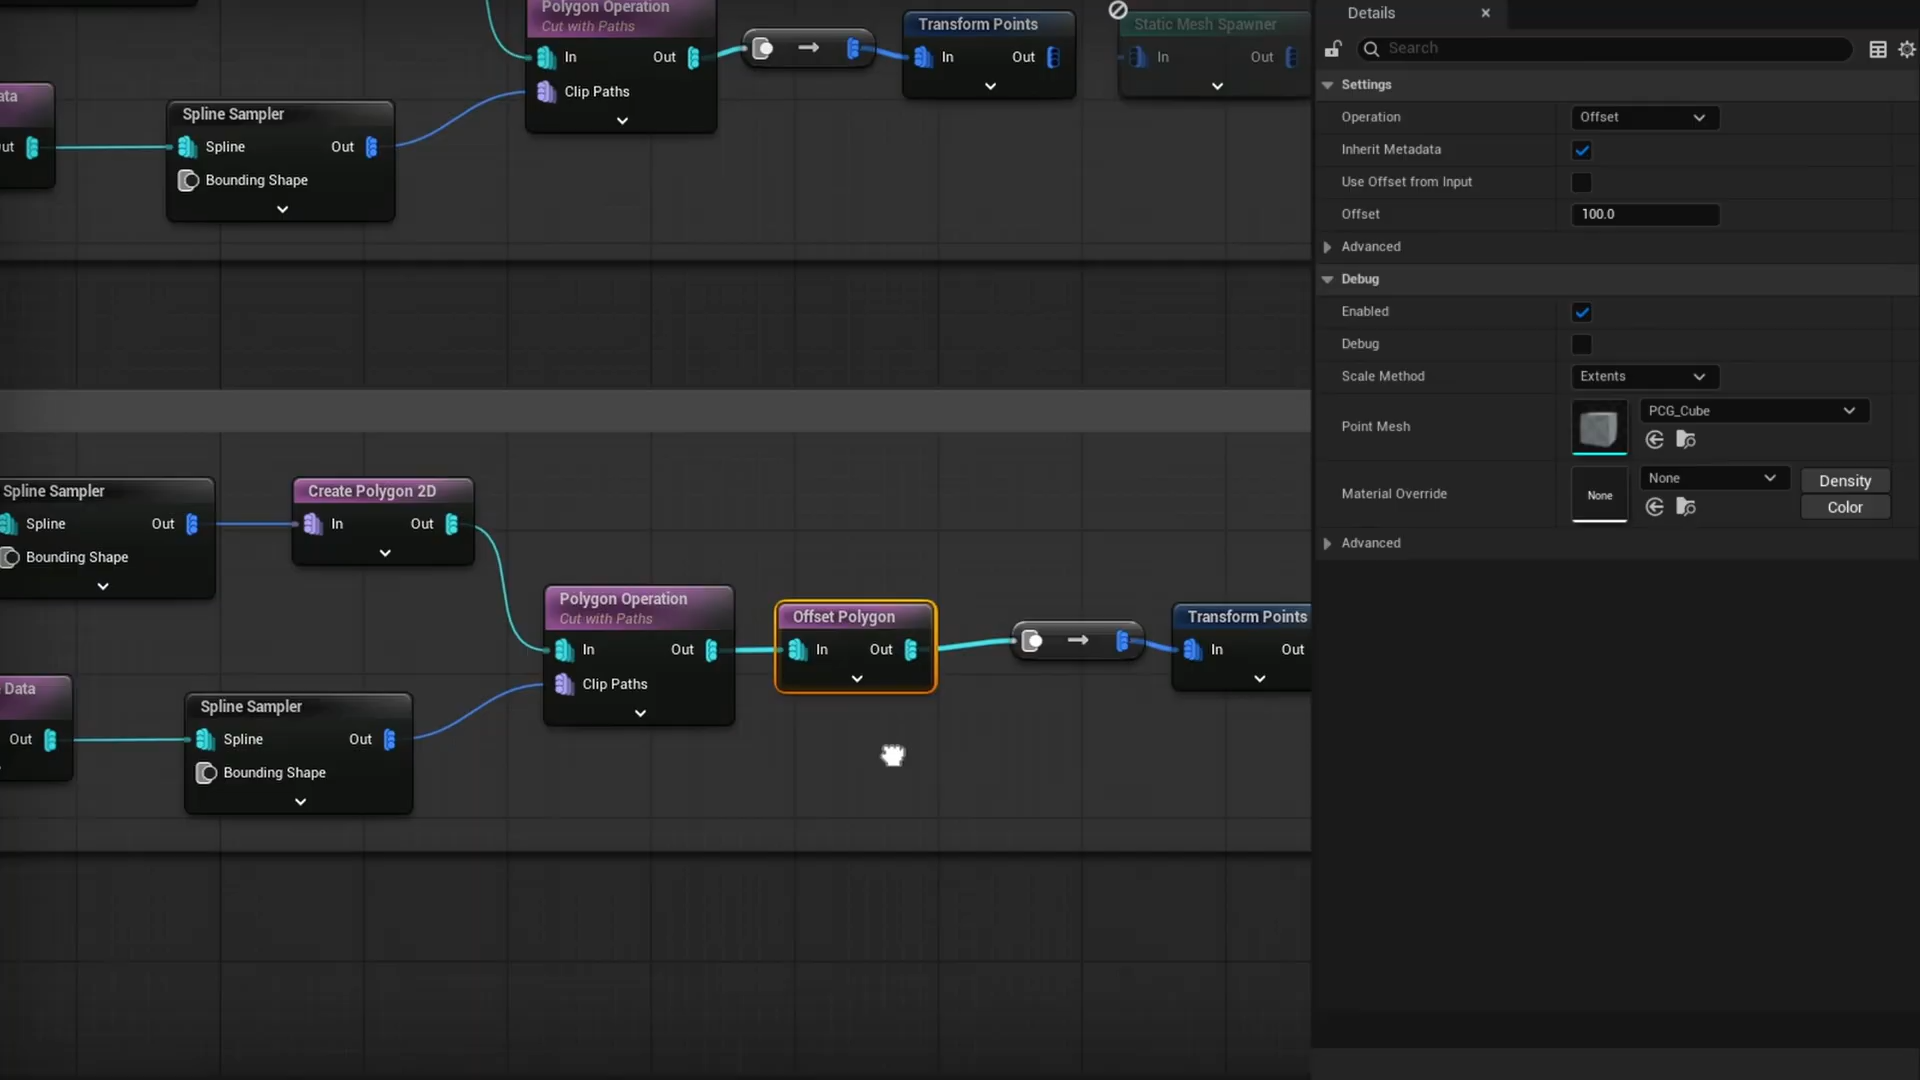 Polygon Operation
Cut with Paths
In
Out
Clip Paths
Transform Points
In
Out
Static Mesh Spawner
In
Out
ata
ut
Spline Sampler
Spline
Out
Bounding Shape
Spline Sampler
Spline
Out
Bounding Shape
Create Polygon 2D
In
Out
Polygon Operation
Cut with Paths
In
Out
Clip Paths
Offset Polygon
In
Out
Transform Points
In
Out
Data
Out
Spline Sampler
Spline
Out
Bounding Shape
Details
Search
Settings
Operation
Offset
Inherit Metadata
Use Offset from Input
Offset
100.0
Advanced
Debug
Enabled
Debug
Scale Method
Extents
Point Mesh
PCG_Cube
Material Override
None
None
Density
Color
Advanced